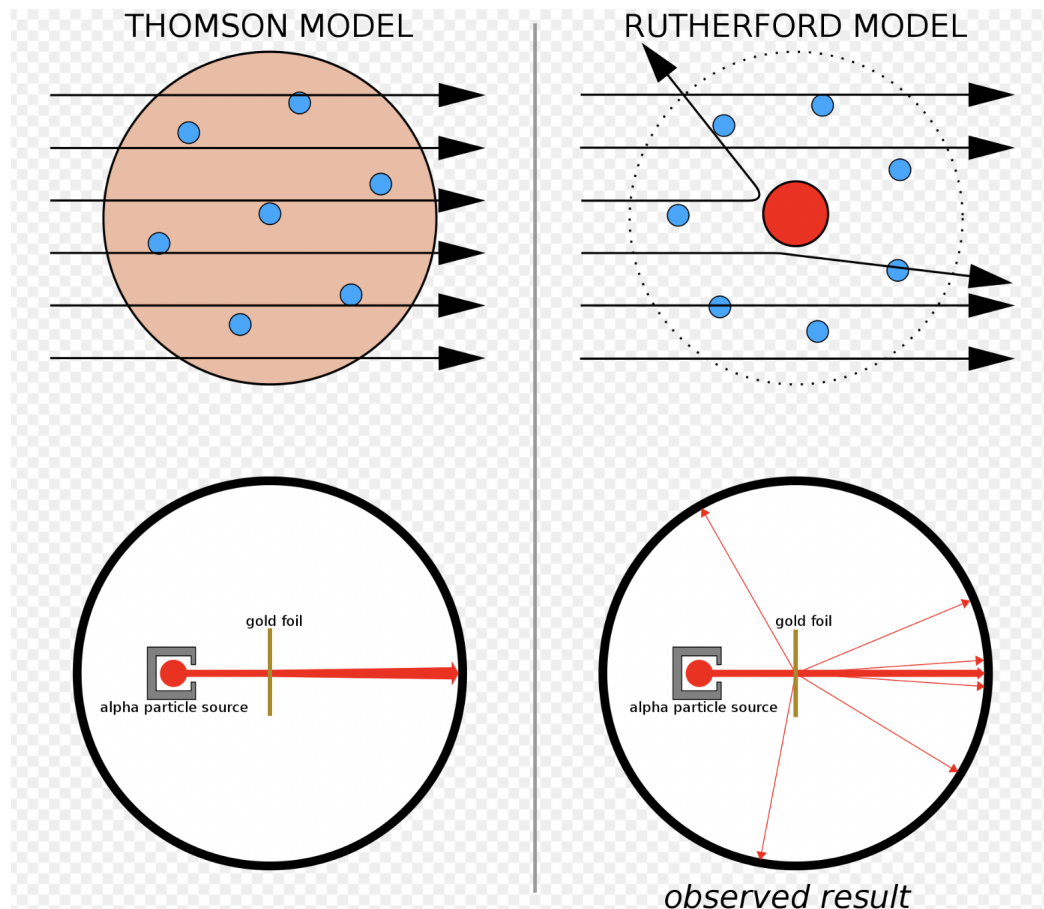 THOMSON MODEL
RUTHERFORD MODEL
gold foil
alpha particle source
gold foil
alpha particle source
observed result